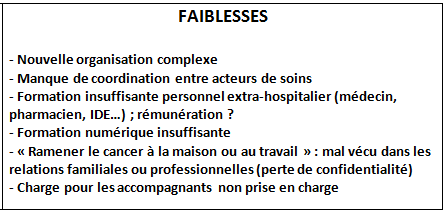 FAIBLESSES
- Nouvelle organisation complexe
- Manque de coordination entre acteurs de soins
- Formation insuffisante personnel extra-hospitalier (médecin,
pharmacien, IDE…) ; rémunération ?
- Formation numérique insuffisante
- « Ramener le cancer à la maison ou au travail » : mal vécu dans les
relations familiales ou professionnelles (perte de confidentialité)
- Charge pour les accompagnants non prise en charge